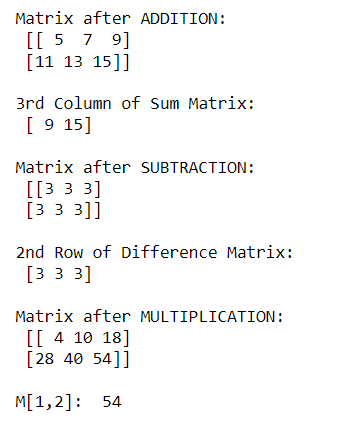 Matrix after ADDITION:
 [[ 5  7  9]
 [11 13 15]]
3rd Column of Sum Matrix:
 [ 9 15]
Matrix after SUBTRACTION:
 [[3 3 3]
 [3 3 3]]
2nd Row of Difference Matrix:
 [3 3 3]
Matrix after MULTIPLICATION:
 [[ 4 10 18]
 [28 40 54]]
M[1,2]:  54